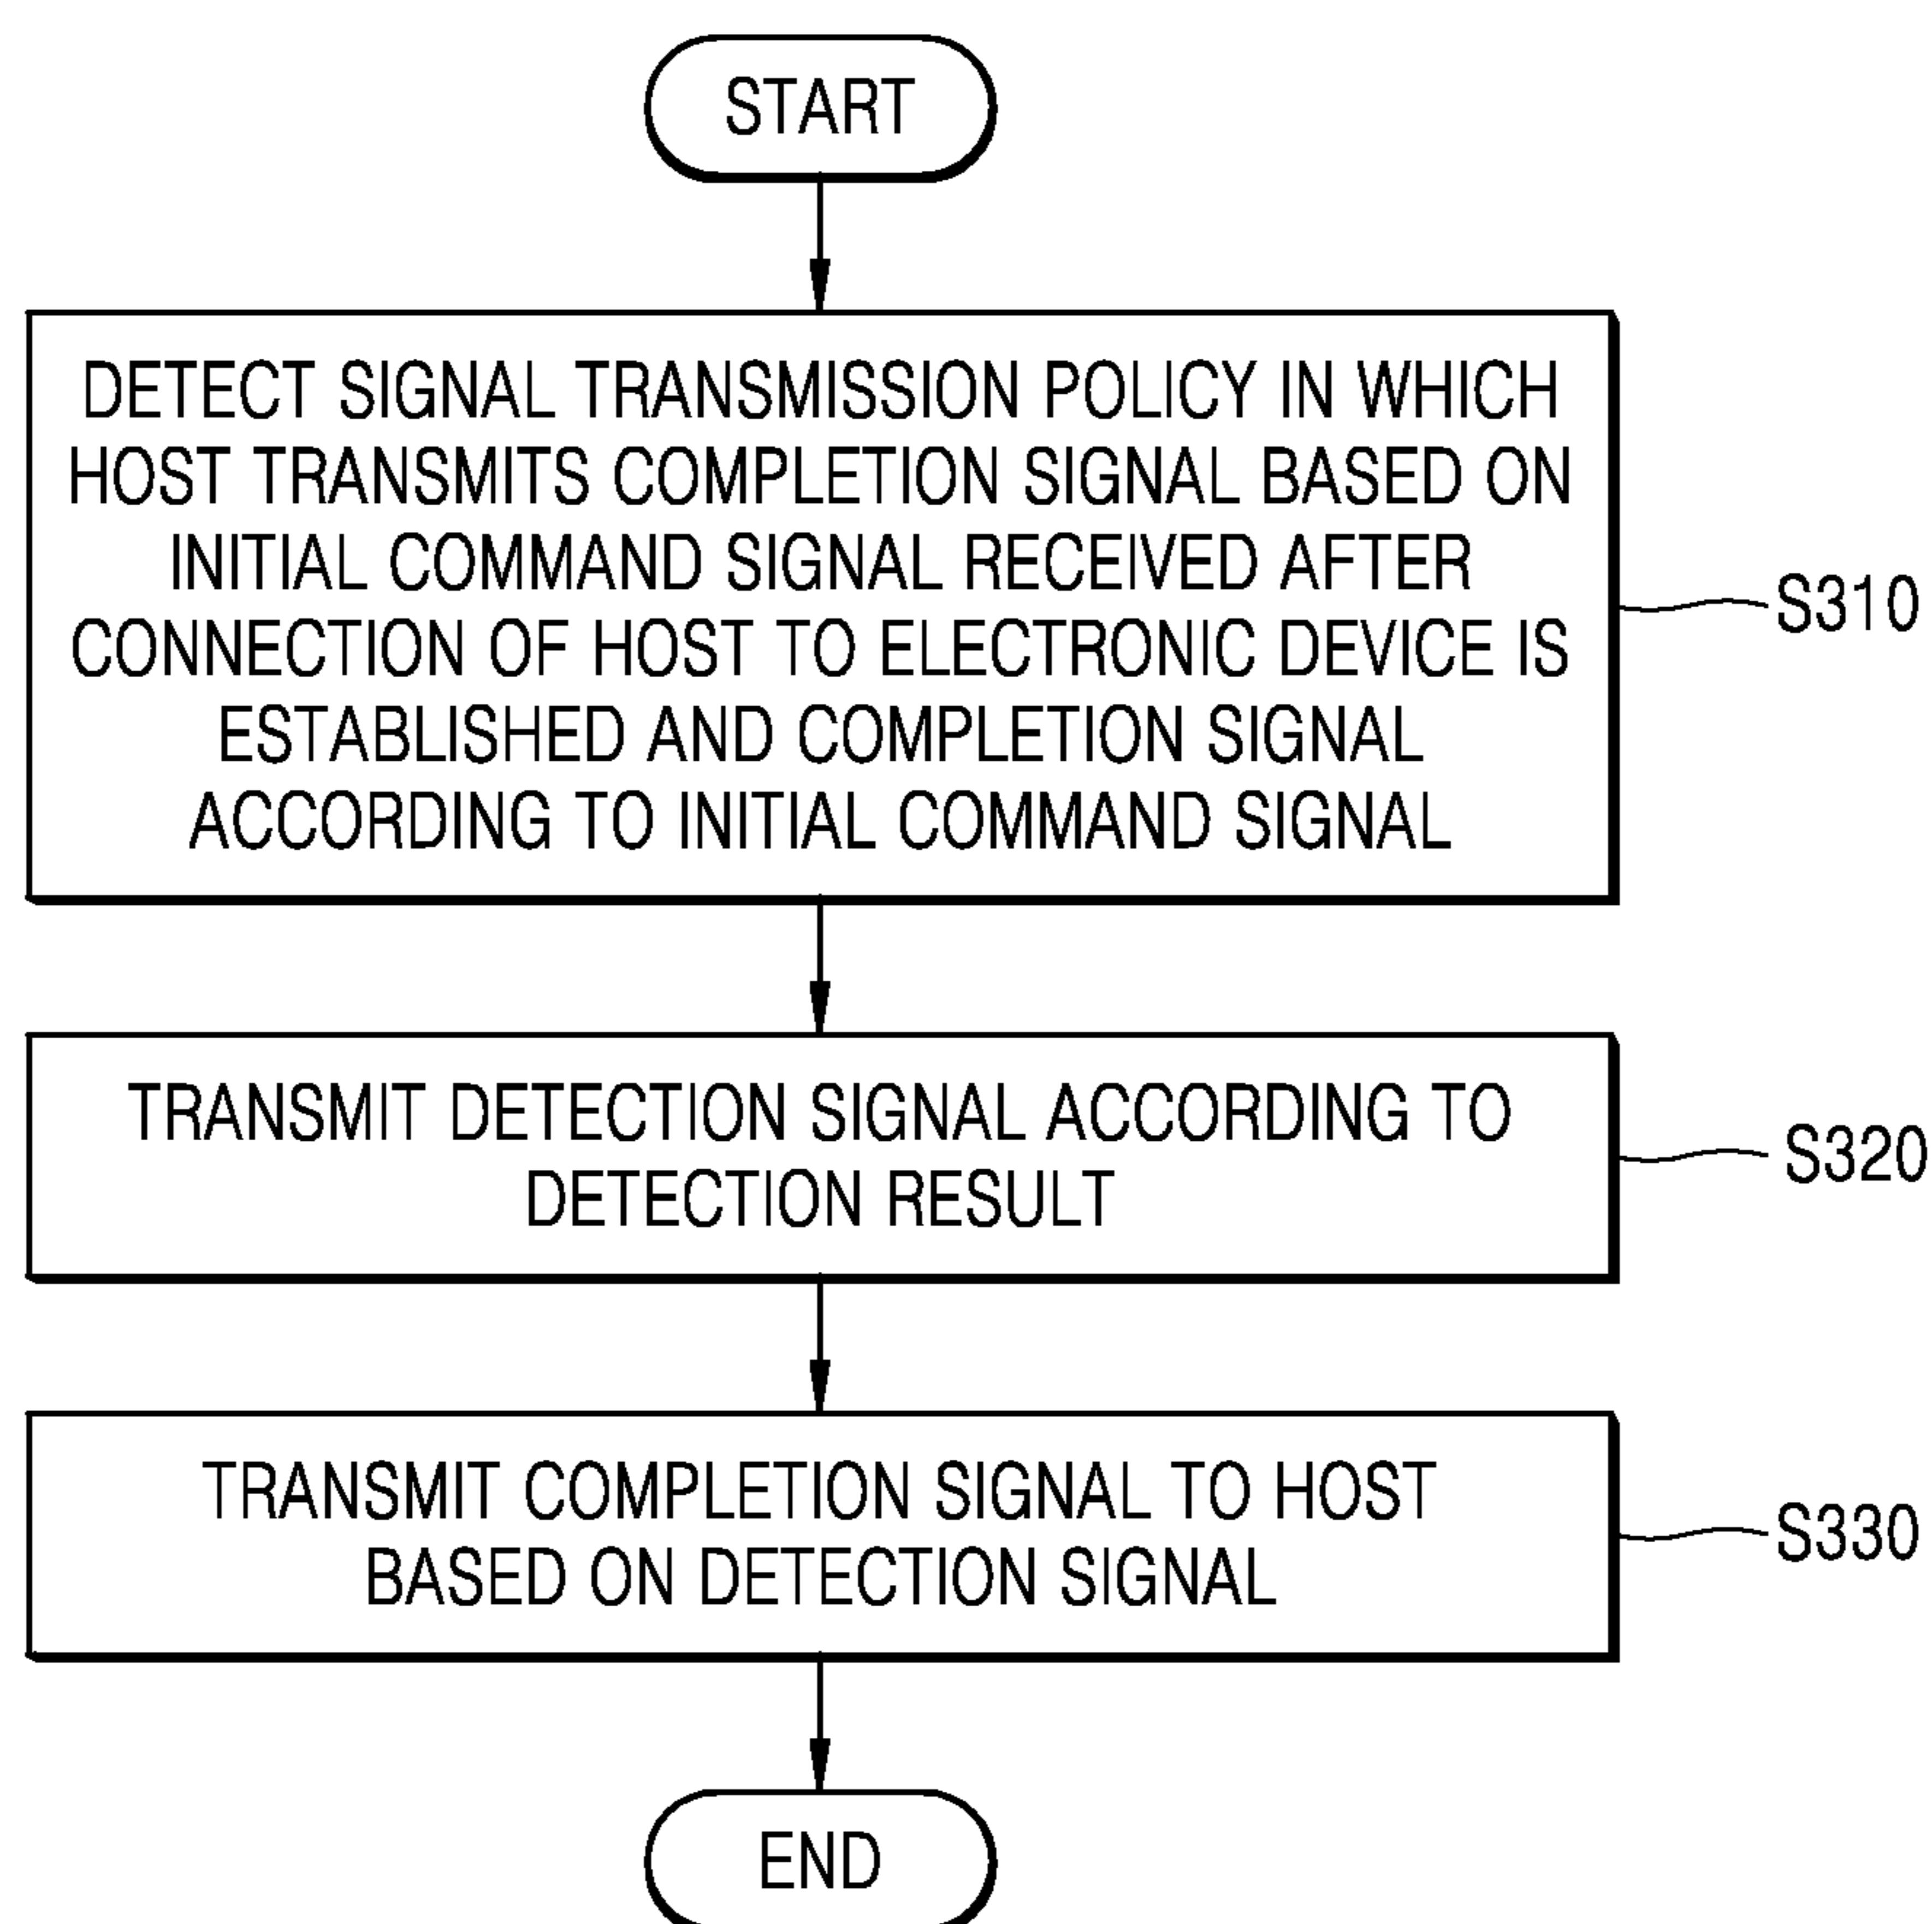 START
DETECT SIGNAL TRANSMISSION POLICY IN WHICH
HOST TRANSMITS COMPLETION SIGNAL BASED ON
INITIAL COMMAND SIGNAL RECEIVED AFTER
CONNECTION OF HOST TO ELECTRONIC DEVICE IS
ESTABLISHED AND COMPLETION SIGNAL
ACCORDING TO INITIAL COMMAND SIGNAL
S310
TRANSMIT DETECTION SIGNAL ACCORDING TO
DETECTION RESULT
S320
TRANSMIT COMPLETION SIGNAL TO HOST
BASED ON DETECTION SIGNAL
S330
END